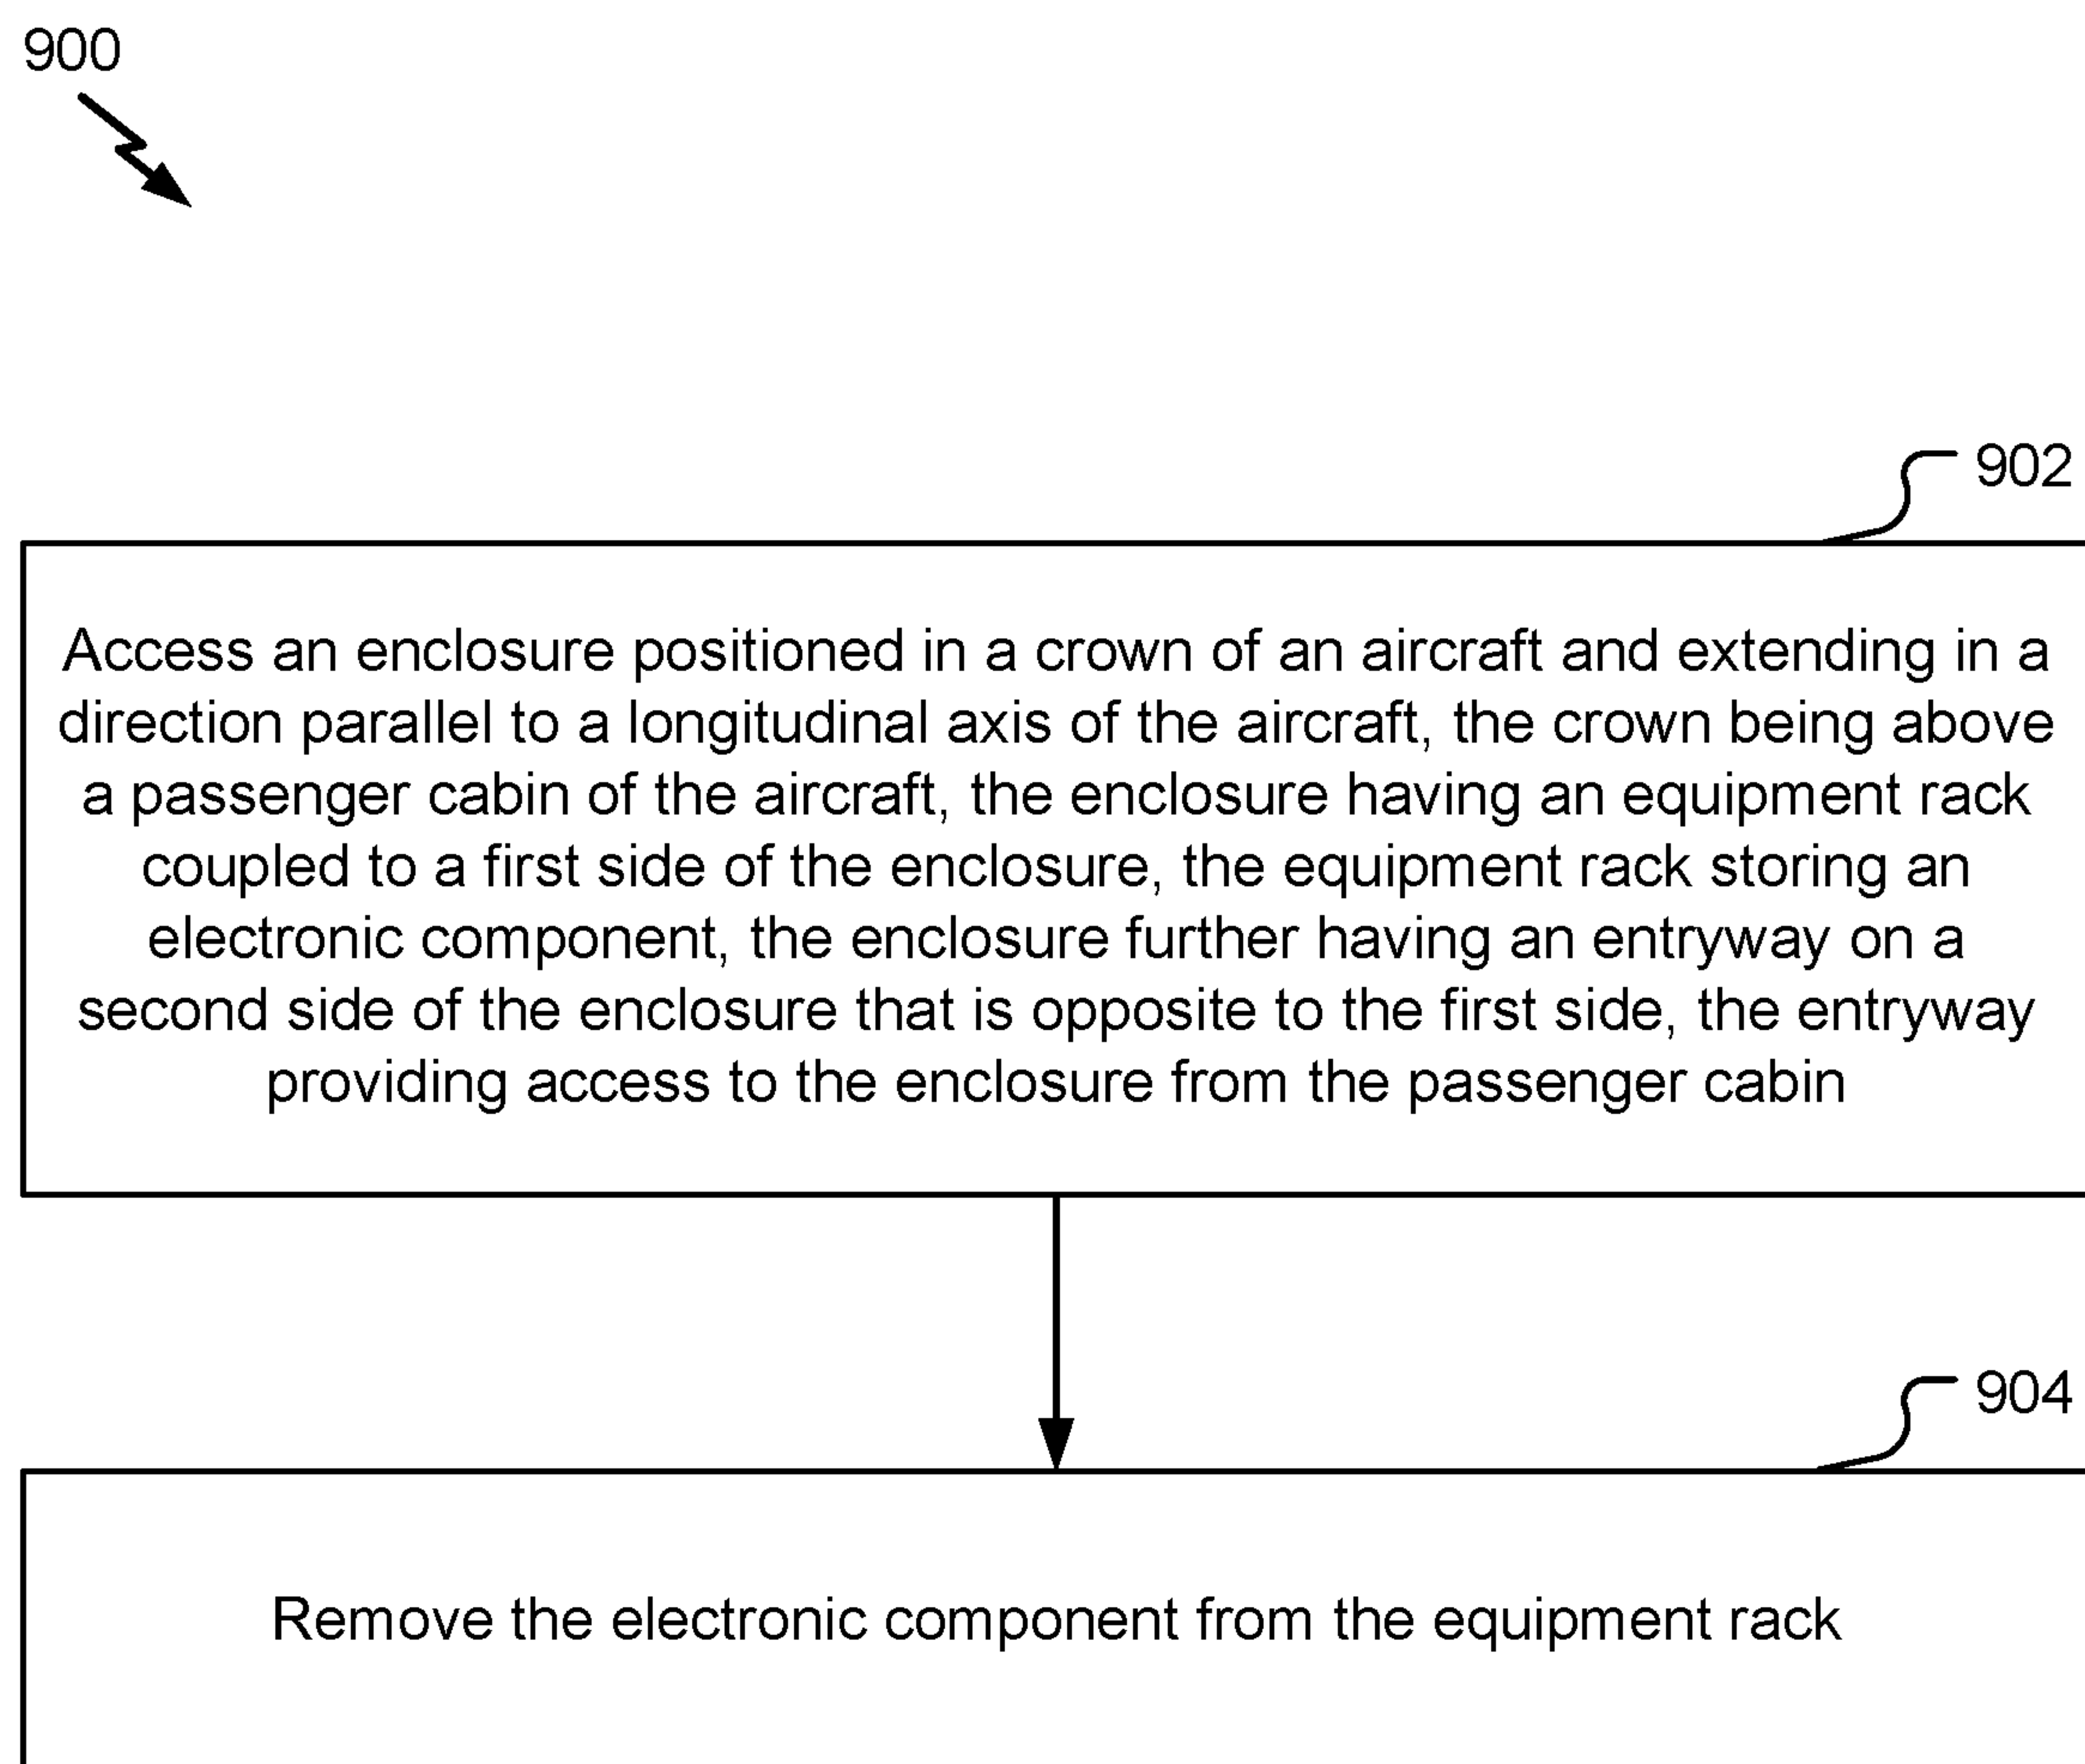 900
902
Access an enclosure positioned in a crown of an aircraft and extending in a
direction parallel to a longitudinal axis of the aircraft, the crown being above
a passenger cabin of the aircraft, the enclosure having an equipment rack
coupled to a first side of the enclosure, the equipment rack storing an
electronic component, the enclosure further having an entryway on a
second side of the enclosure that is opposite to the first side, the entryway
providing access to the enclosure from the passenger cabin
904
Remove the electronic component from the equipment rack